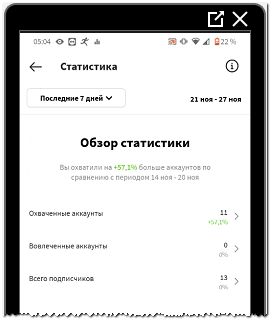 05:04 22 %
Статистика
Последние 7 дней 21 ноя - 27 ноя
Обзор статистики
Вы охватили на +57,1% больше аккаунтов по
сравнению с периодом 14 ноя - 20 ноя
Охваченные аккаунты 11
+57,1%
Вовлеченные аккаунты 0
0%
Всего подписчиков 13
0%